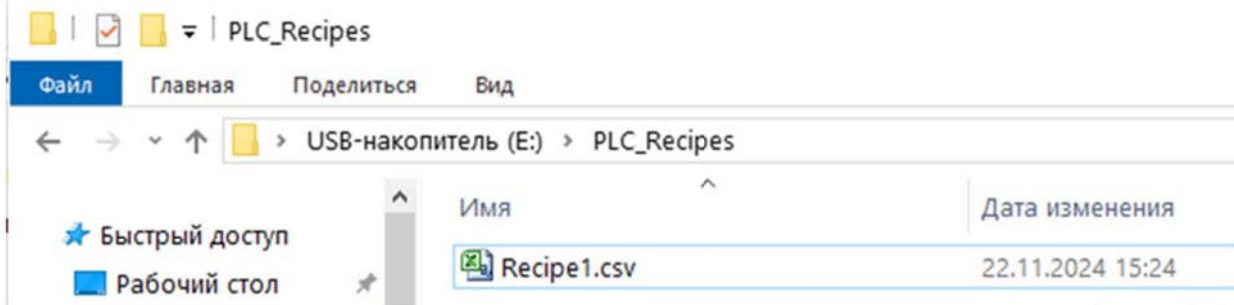 PLC_Recipes
Файл Главная Поделиться Вид
USB-накопитель (E:) > PLC_Recipes
Имя Дата изменения
Быстрый доступ
Recipe1.csv 22.11.2024 15:24
Рабочий стол